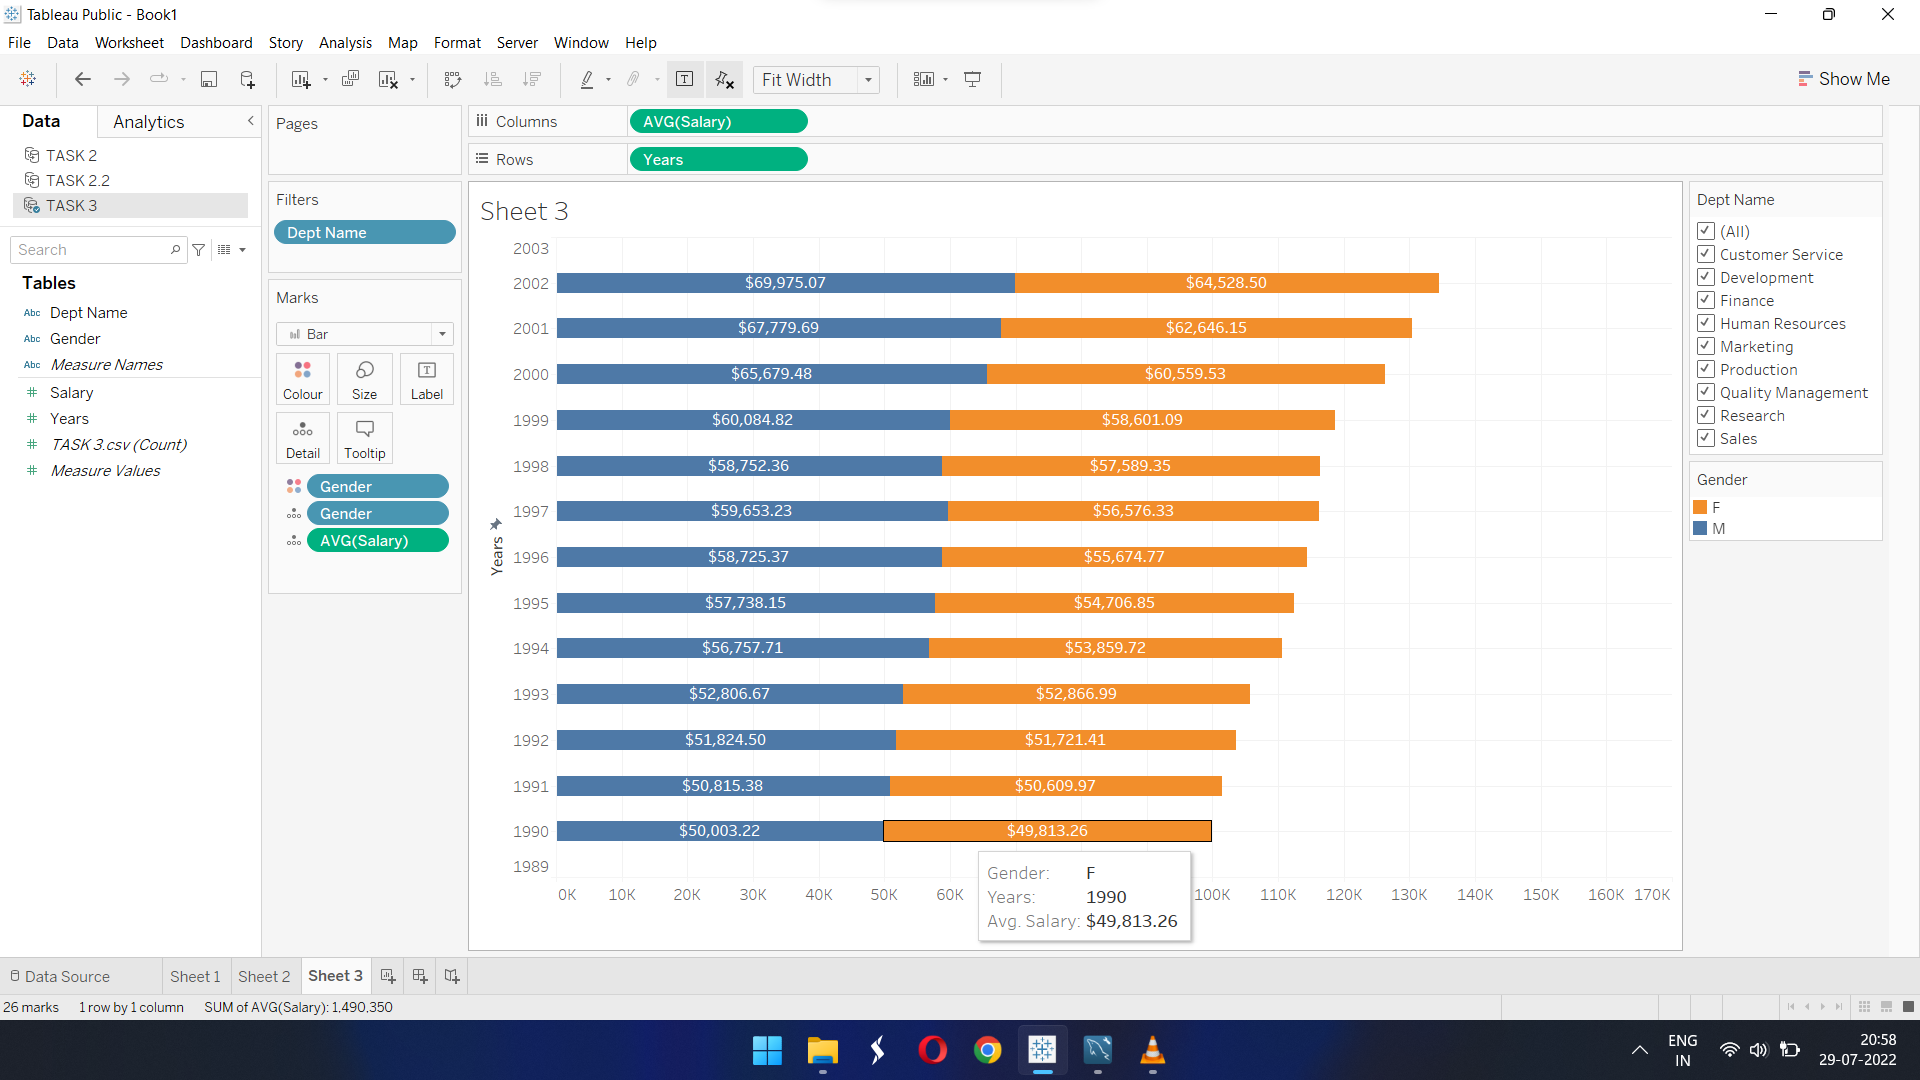 Tableau Public - Book1
File Data Worksheet Dashboard Story Analysis Map Format Server Window Help
Fit Width
Show Me
Data Analytics
TASK 2
TASK 2.2
TASK 3
Search
Tables
Abc Dept Name
Abc Gender
Abc Measure Names
Salary
Years
TASK 3.csv (Count)
Measure Values
Pages
Filters
Dept Name
Marks
Bar
Colour Size Label
Detail Tooltip
Gender
Gender
AVG(Salary)
Columns AVG(Salary)
Rows Years
Sheet 3
Years
2003
2002 $69,975.07 $64,528.50
2001 $67,779.69 $62,646.15
2000 $65,679.48 $60,559.53
1999 $60,084.82 $58,601.09
1998 $58,752.36 $57,589.35
1997 $59,653.23 $56,576.33
1996 $58,725.37 $55,674.77
1995 $57,738.15 $54,706.85
1994 $56,757.71 $53,859.72
1993 $52,806.67 $52,866.99
1992 $51,824.50 $51,721.41
1991 $50,815.38 $50,609.97
1990 $50,003.22 $49,813.26
1989
0K 10K 20K 30K 40K 50K 60K 100K 110K 120K 130K 140K 150K 160K 170K
Gender: F
Years: 1990
Avg. Salary: $49,813.26
Dept Name
(All)
Customer Service
Development
Finance
Human Resources
Marketing
Production
Quality Management
Research
Sales
Gender
F
M
Data Source Sheet 1 Sheet 2 Sheet 3
26 marks 1 row by 1 column SUM of AVG(Salary): 1,490,350
ENG
IN
20:58
29-07-2022